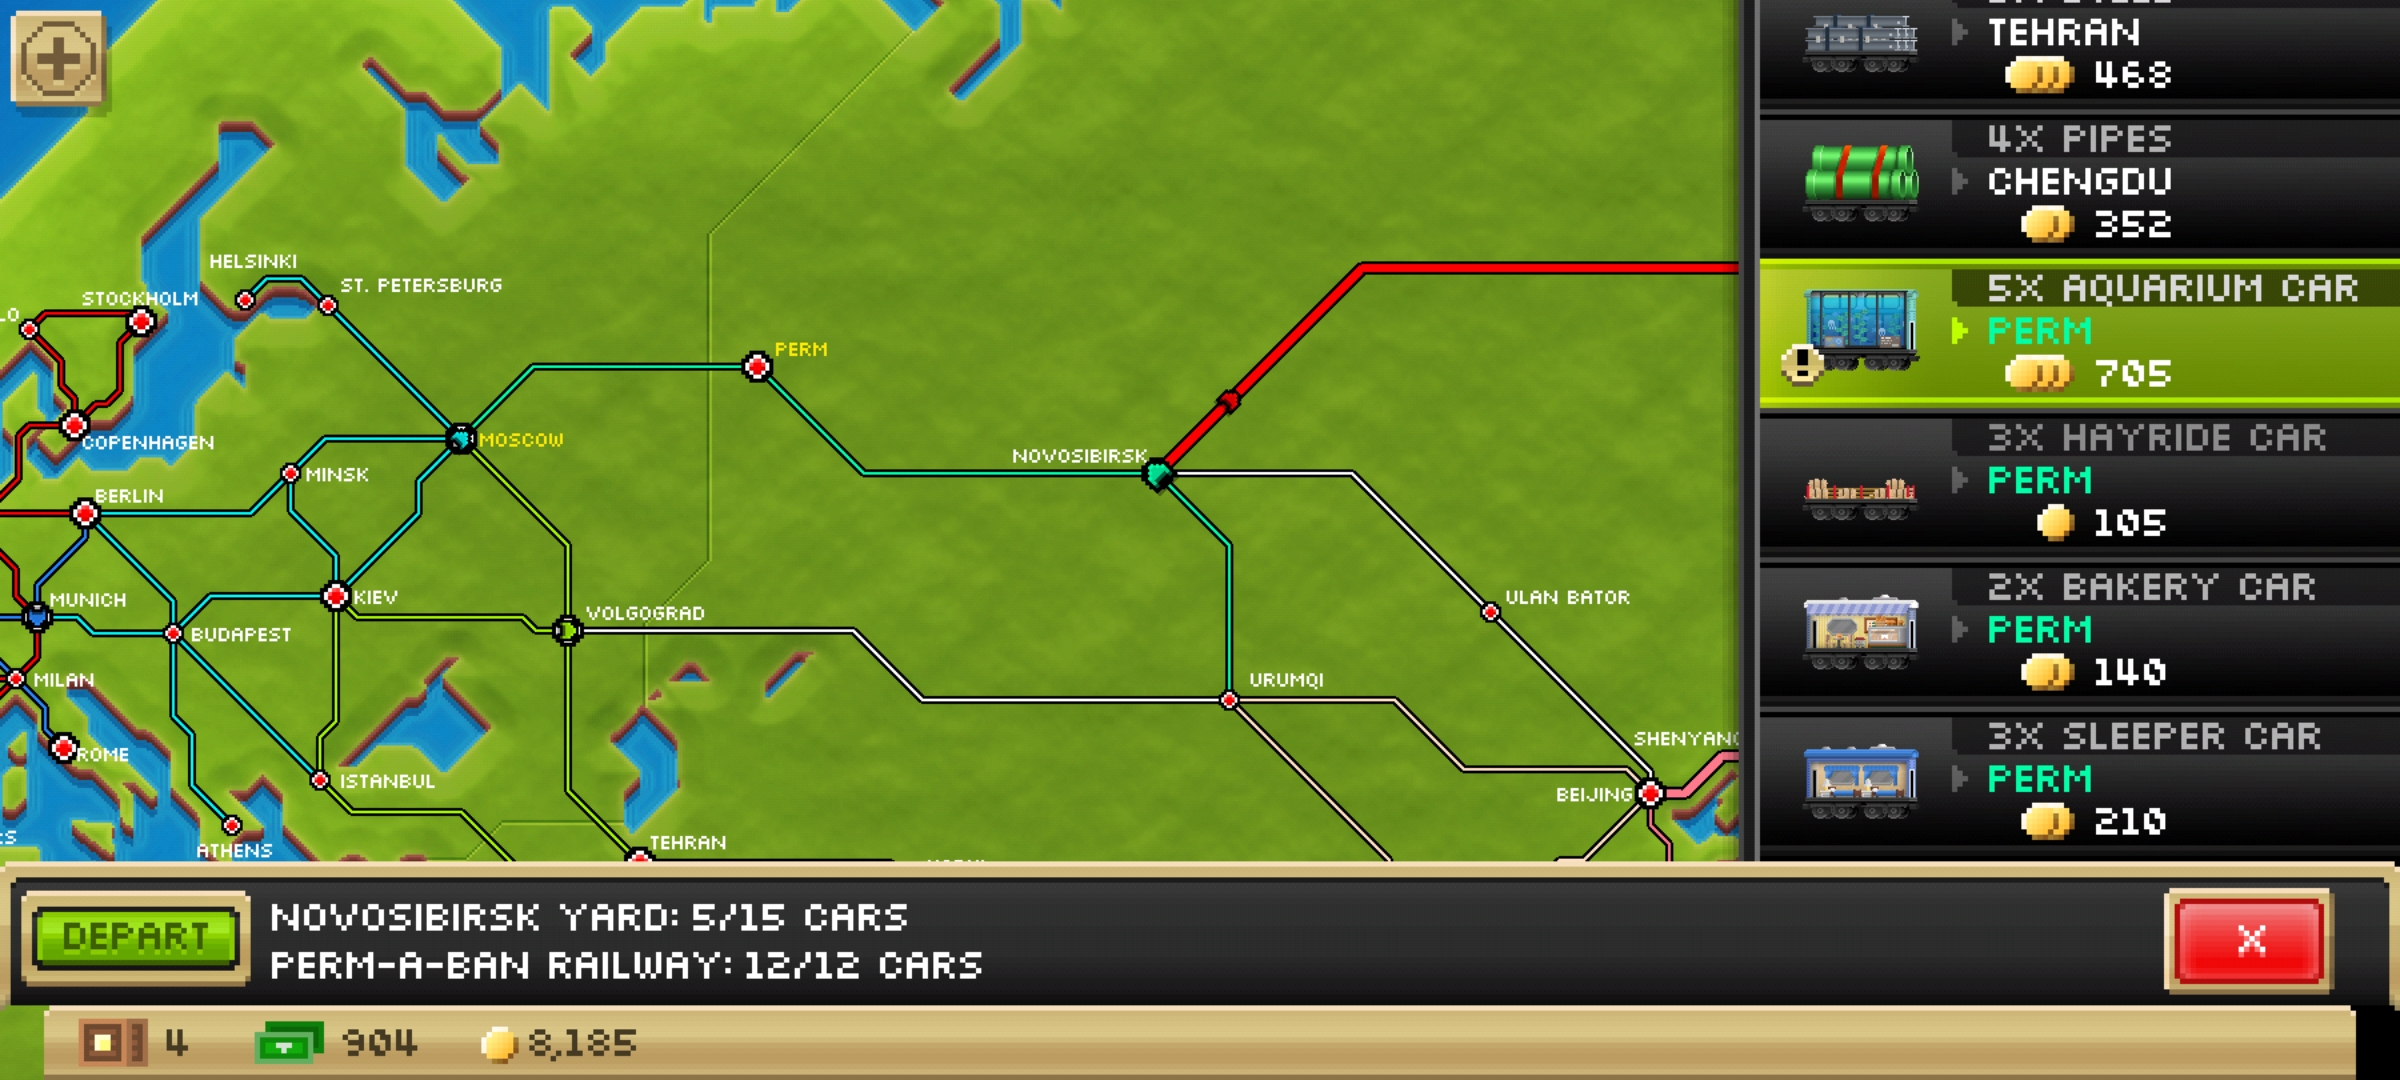 TEHRAN
468
4X PIPES
CHENGDU
352
5X AQUARIUM CAR
PERM
705
3X HAYRIDE CAR
PERM
105
2X BAKERY CAR
PERM
140
3X SLEEPER CAR
PERM
210
HELSINKI
ST. PETERSBURG
STOCKHOLM
LO
PERM
COPENHAGEN
MOSCOW
NOVOSIBIRSK
MINSK
BERLIN
MUNICH
KIEV
ULAN BATOR
VOLGOGRAD
BUDAPEST
MILAN
URUMQI
ROME
SHENYANG
ISTANBUL
BEIJING
ATHENS
TEHRAN
DEPART
NOVOSIBIRSK YARD: 5/15 CARS
PERM-A-BAN RAILWAY: 12/12 CARS
X
4
904
8,185